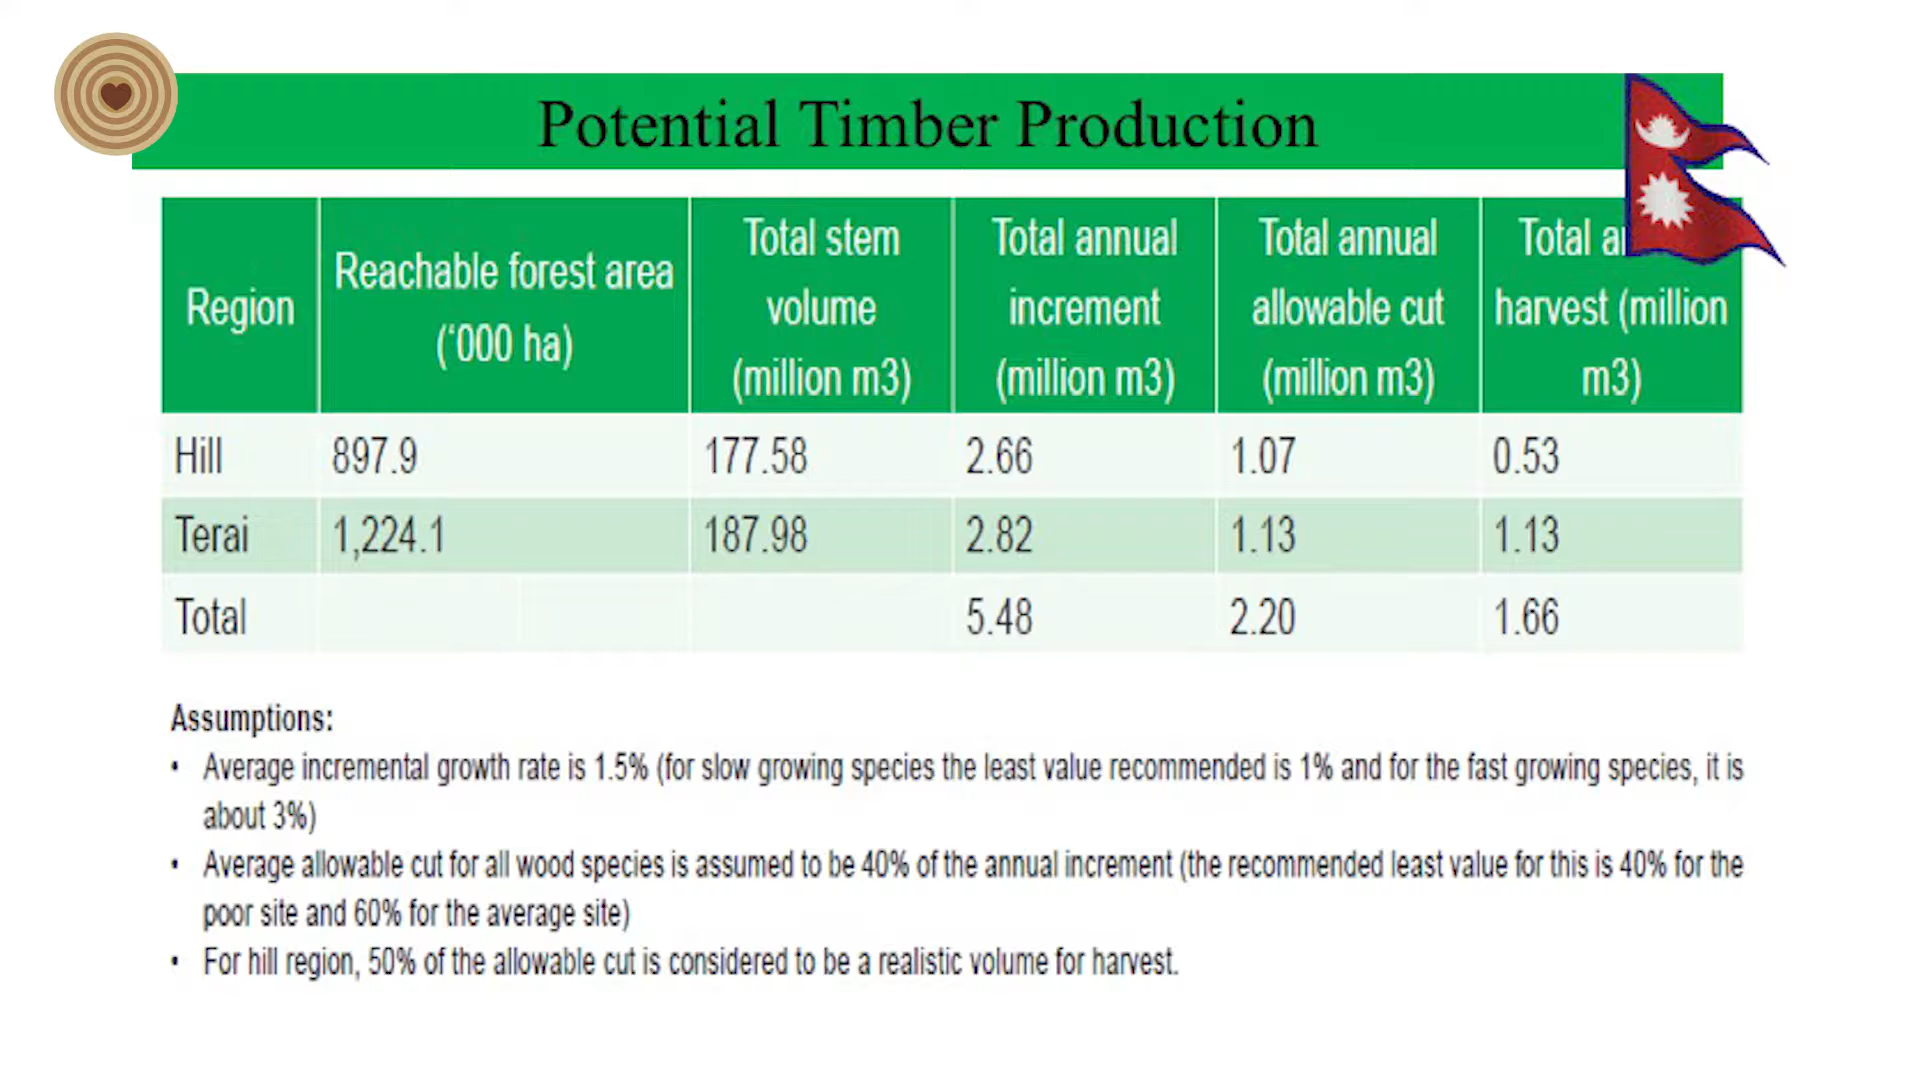 Potential Timber Production
Region
Reachable forest area
(‘000 ha)
Total stem
volume
(million m3)
Total annual
increment
(million m3)
Total annual
allowable cut
(million m3)
Total
harvest (million
m3)
Hill 897.9 177.58 2.66 1.07 0.53
Terai 1,224.1 187.98 2.82 1.13 1.13
Total 5.48 2.20 1.66
Assumptions:
• Average incremental growth rate is 1.5% (for slow growing species the least value recommended is 1% and for the fast growing species, it is
about 3%)
• Average allowable cut for all wood species is assumed to be 40% of the annual increment (the recommended least value for this is 40% for the
poor site and 60% for the average site)
• For hill region, 50% of the allowable cut is considered to be a realistic volume for harvest.